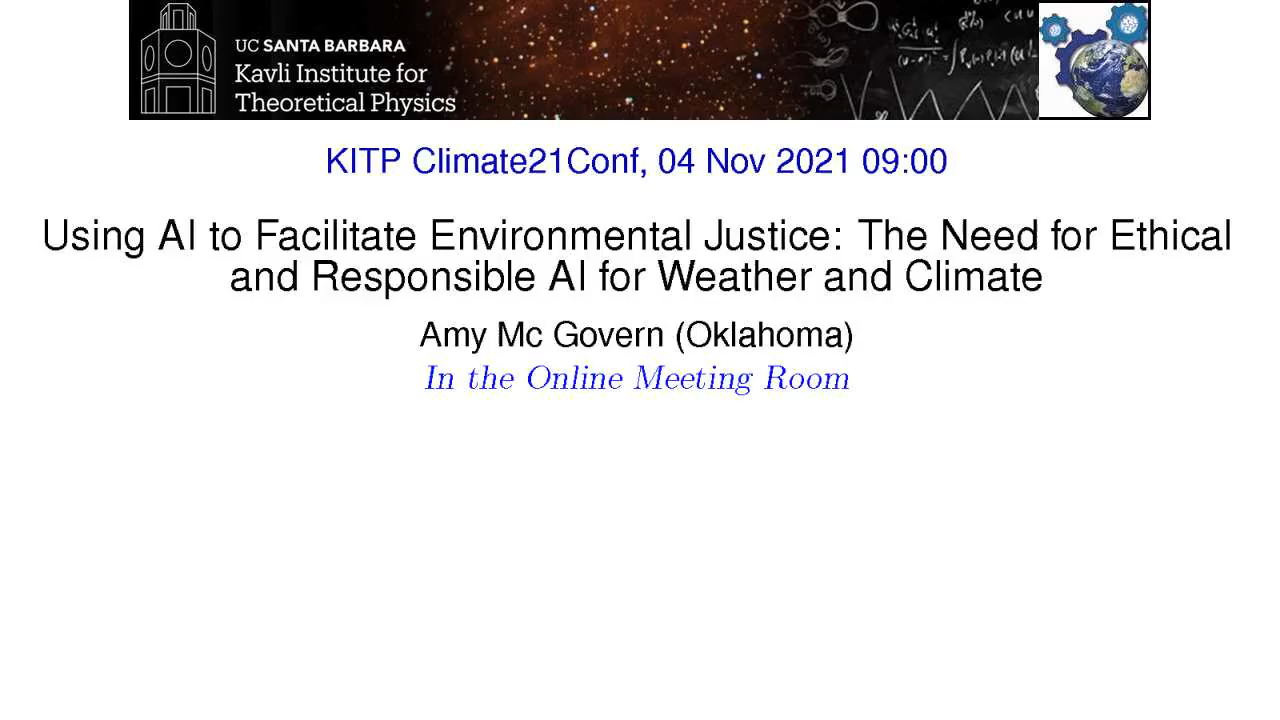 UC SANTA BARBARA
Kavli Institute for
Theoretical Physics
KITP Climate21Conf, 04 Nov 2021 09:00
Using AI to Facilitate Environmental Justice: The Need for Ethical
and Responsible AI for Weather and Climate
Amy Mc Govern (Oklahoma)
In the Online Meeting Room